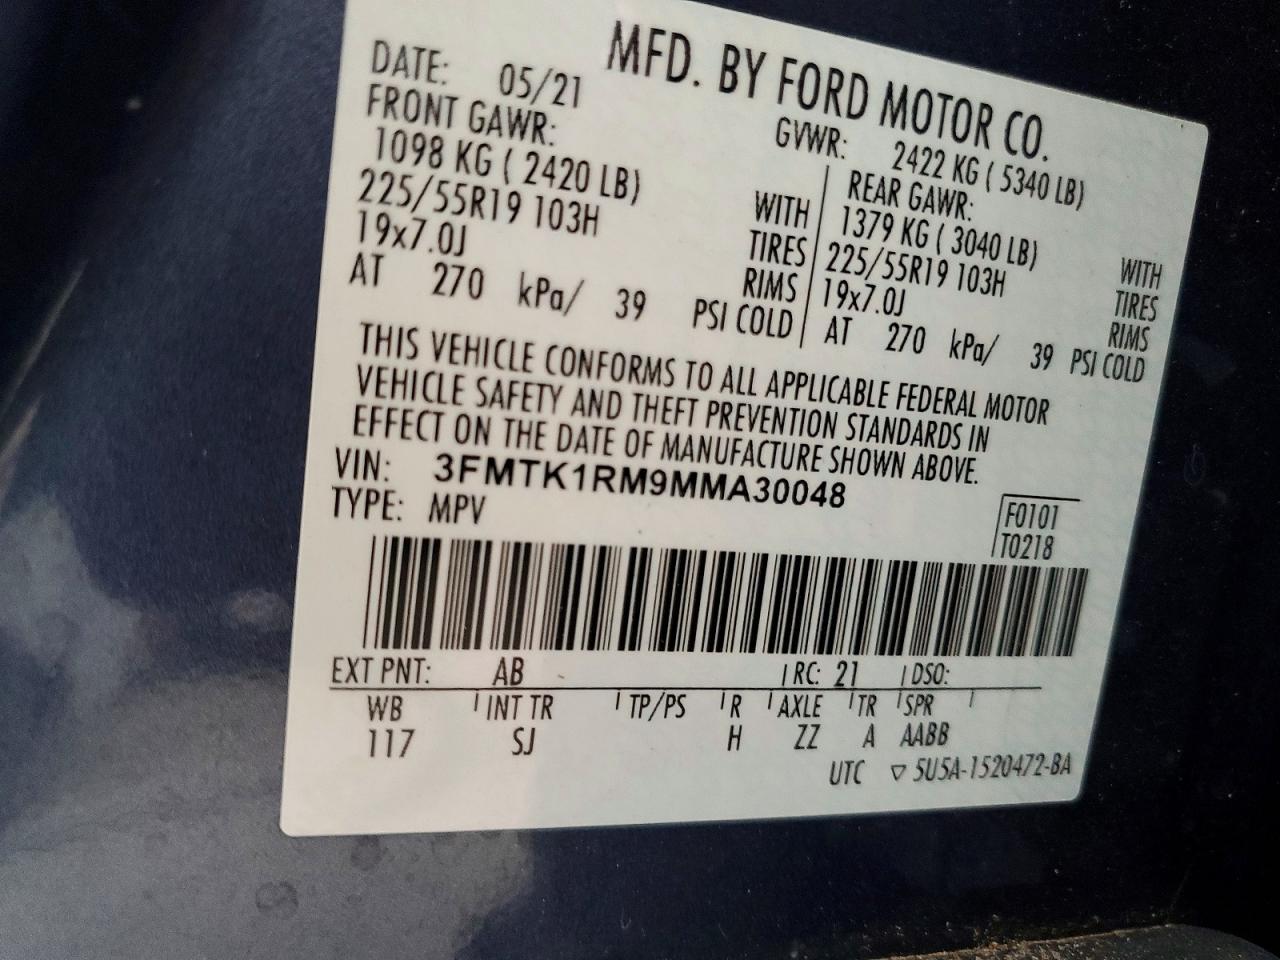 MFD. BY FORD MOTOR CO.
DATE: 05/21 GVWR: 2422 KG ( 5340 LB)
FRONT GAWR: REAR GAWR:
1098 KG ( 2420 LB) WITH 1379 KG ( 3040 LB) WITH
225/55R19 103H TIRES 225/55R19 103H TIRES
19x7.0J RIMS 19x7.0J RIMS
AT 270 kPa/ 39 PSI COLD AT 270 kPa/ 39 PSI COLD
THIS VEHICLE CONFORMS TO ALL APPLICABLE FEDERAL MOTOR
VEHICLE SAFETY AND THEFT PREVENTION STANDARDS IN
EFFECT ON THE DATE OF MANUFACTURE SHOWN ABOVE.
VIN: 3FMTK1RM9MMA30048
TYPE: MPV
F0101
T0218
EXT PNT: AB RC: 21 DSO:
WB INT TR TP/PS R AXLE TR SPR
117 SJ H ZZ A AABB
UTC ▽ 5U5A-1520472-BA